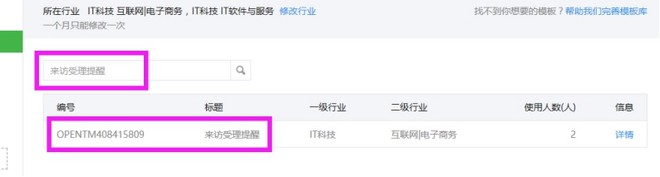 所在行业 IT科技 互联网|电子商务，IT科技 IT软件与服务 修改行业 找不到你想要的模板？帮助我们完善模板库
一个月只能修改一次
来访受理提醒
编号 标题 一级行业 二级行业 使用人数(人) 信息
OPENTM408415809 来访受理提醒 IT科技 互联网|电子商务 2 详情